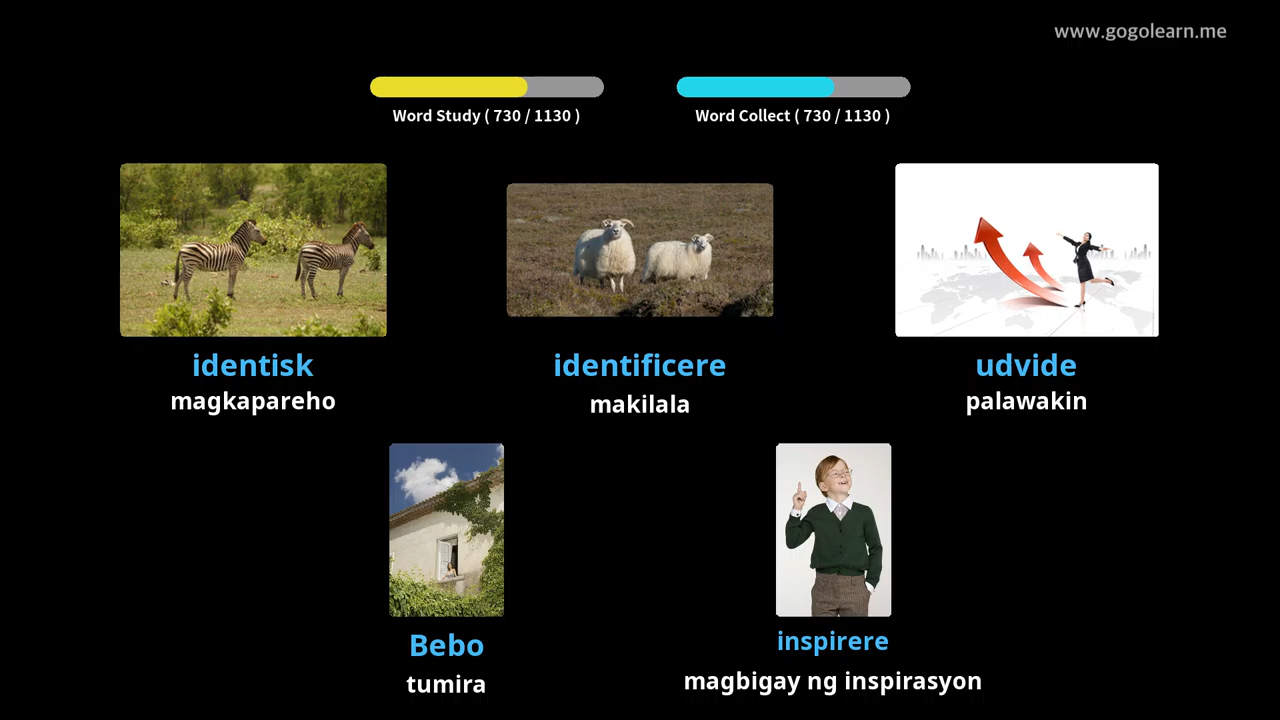 www.gogolearn.me
Word Study ( 730 / 1130 )
Word Collect ( 730 / 1130 )
identisk
magkapareho
identificere
makilala
udvide
palawakin
Bebo
tumira
inspirere
magbigay ng inspirasyon